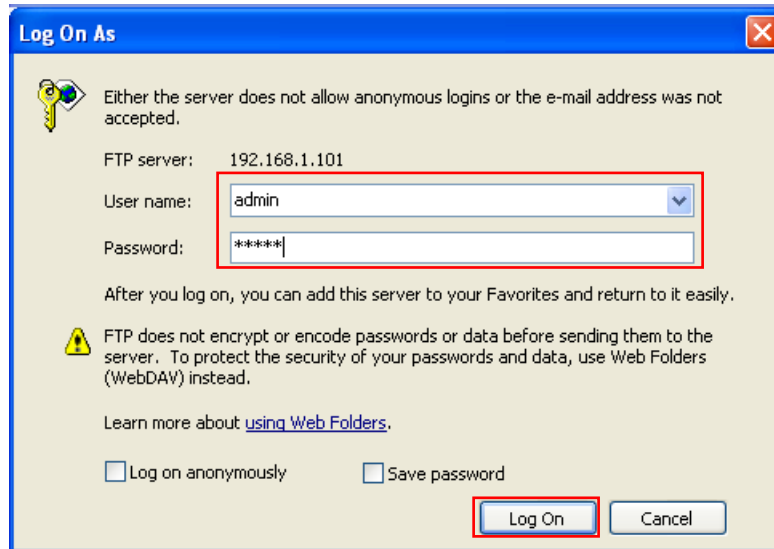 Log On As
Either the server does not allow anonymous logins or the e-mail address was not
accepted.
FTP server: 192.168.1.101
User name: admin
Password: *****
After you log on, you can add this server to your Favorites and return to it easily.
FTP does not encrypt or encode passwords or data before sending them to the
server. To protect the security of your passwords and data, use Web Folders
(WebDAV) instead.
Learn more about using Web Folders.
Log on anonymously Save password
Log On Cancel